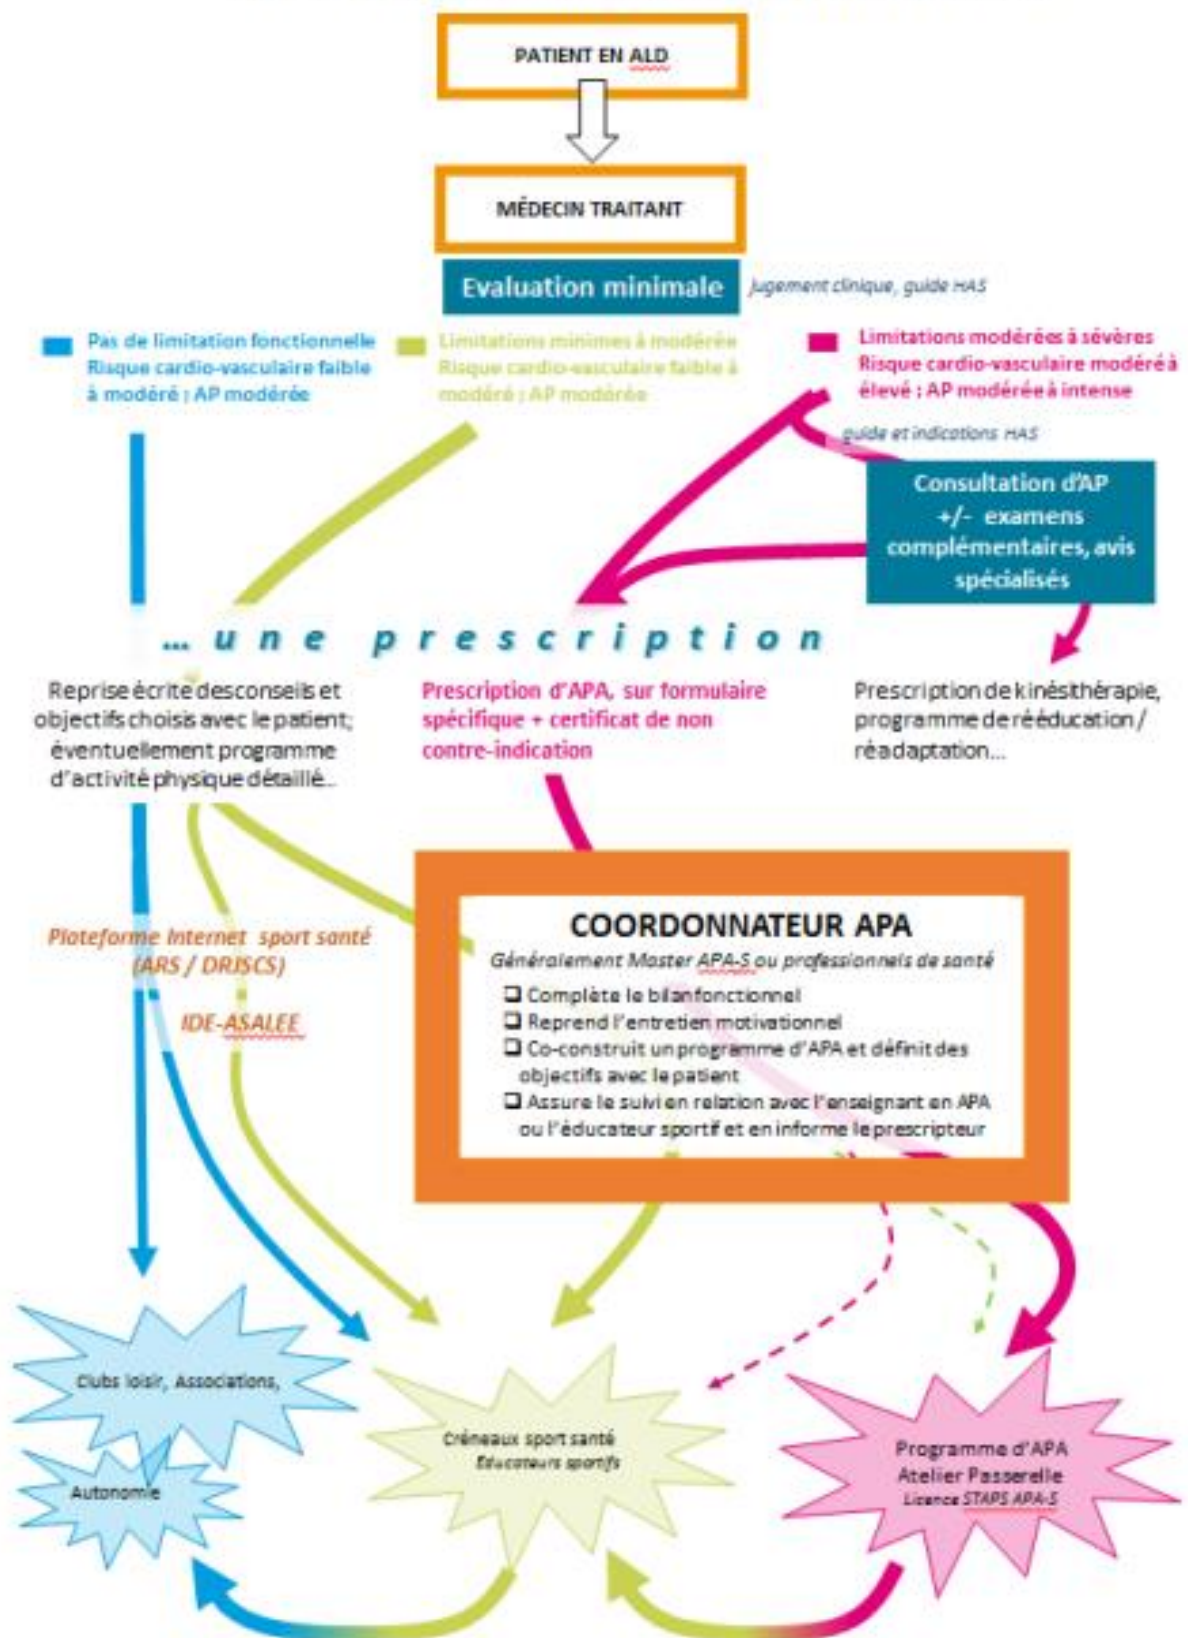 PATIENT EN ALD
MÉDECIN TRAITANT
Evaluation minimale
Jugement clinique, guide HAS
Pas de limitation fonctionnelle
Risque cardio-vasculaire faible
à modéré ; AP modérée
Limitations minimes à modérée
Risque cardio-vasculaire faible à
modéré ; AP modérée
Limitations modérées à sévères
Risque cardio-vasculaire modéré à
élevé ; AP modérée à intense
guide et indications HAS
Consultation d'AP
+/- examens
complémentaires, avis
spécialisés
... une prescription
Reprise écrite des conseils et
objectifs choisis avec le patient;
éventuellement programme
d'activité physique détaillé...
Prescription d'APA, sur formulaire
spécifique + certificat de non
contre-indication
Prescription de kinésithérapie,
programme de rééducation /
réadaptation...
Plateforme Internet sport santé
(ARS / DRJSCS)
IDE-ASALEE
COORDONNATEUR APA
Généralement Master APA-S ou professionnels de santé
❑ Complète le bilan fonctionnel
❑ Reprend l'entretien motivationnel
❑ Co-construit un programme d'APA et définit des
objectifs avec le patient
❑ Assure le suivi en relation avec l'enseignant en APA
ou l'éducateur sportif et en informe le prescripteur
Clubs loisir, Associations,
Autonomie
Créneaux sport santé
Educateurs sportifs
Programme d'APA
Atelier Passerelle
Licence STAPS APA-S